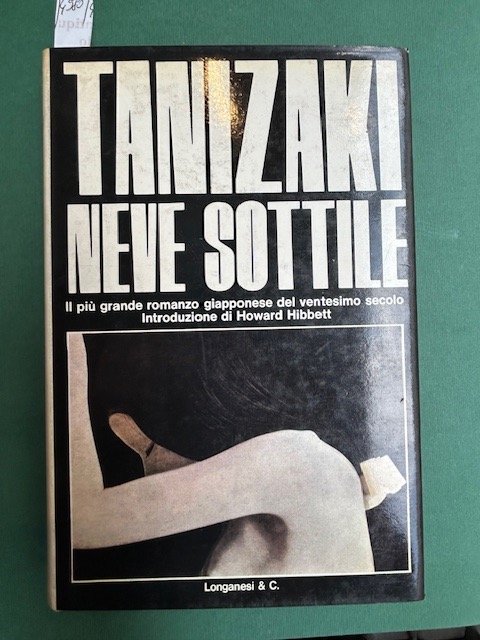 TANIZAKI
NEVE SOTTILE
Il più grande romanzo giapponese del ventesimo secolo
Introduzione di Howard Hibbett
Longanesi & C.